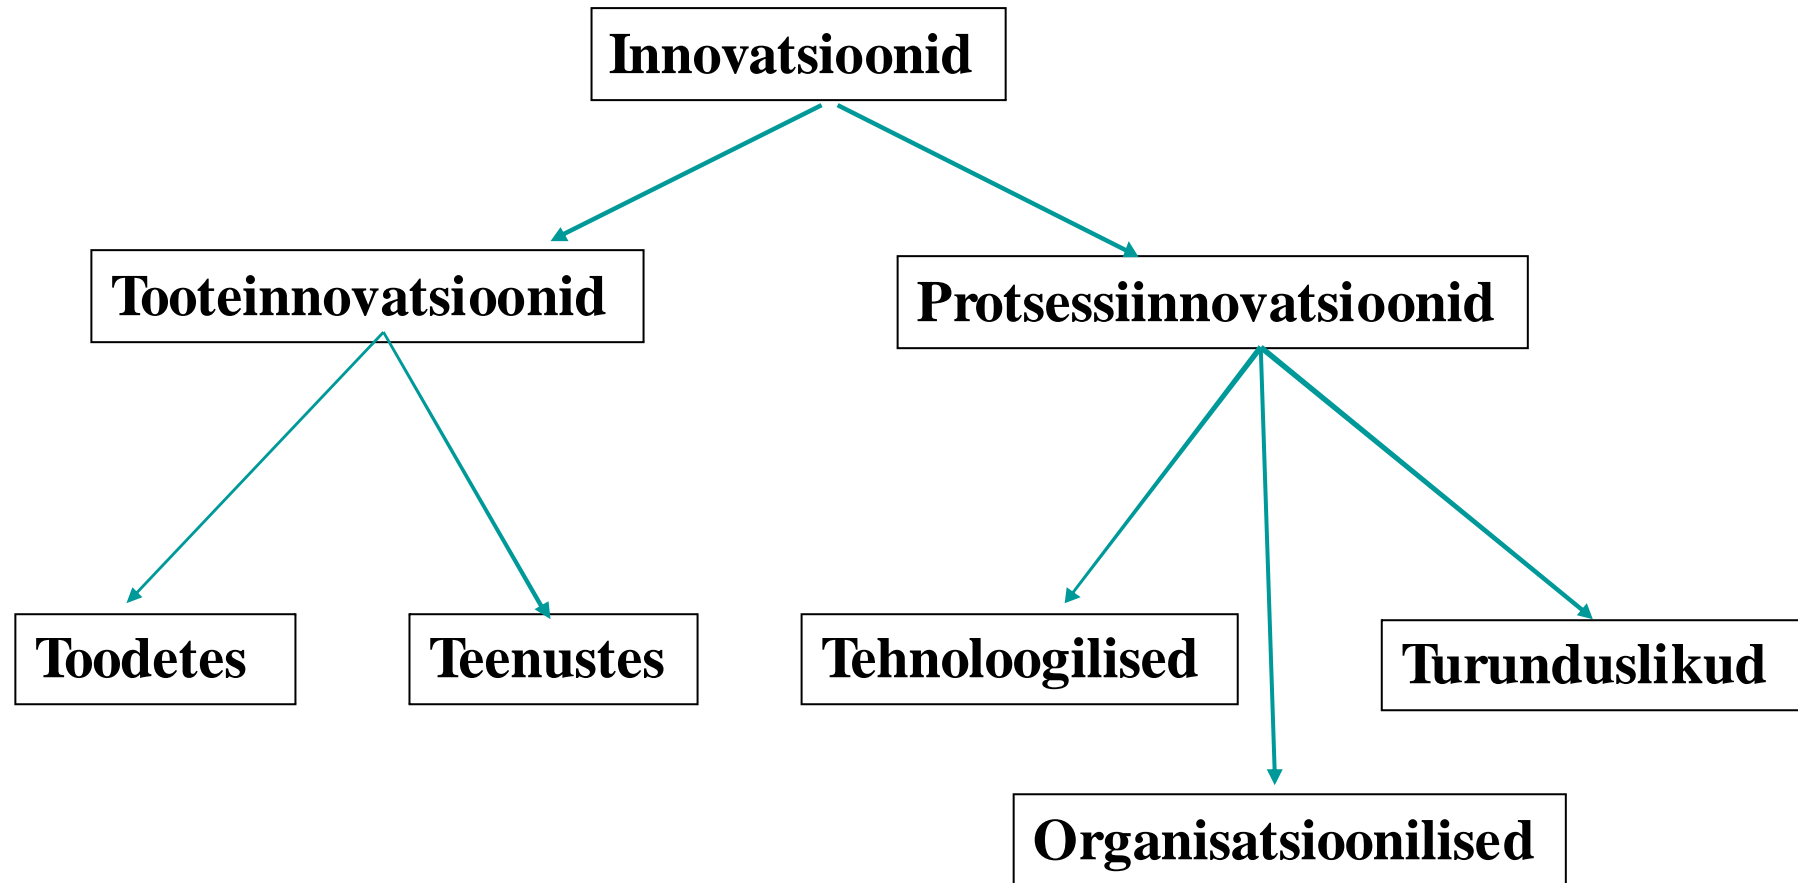 Innovatsioonid
Tooteinnovatsioonid
Protsessiinnovatsioonid
Toodetes
Teenustes
Tehnoloogilised
Turunduslikud
Organisatsioonilised